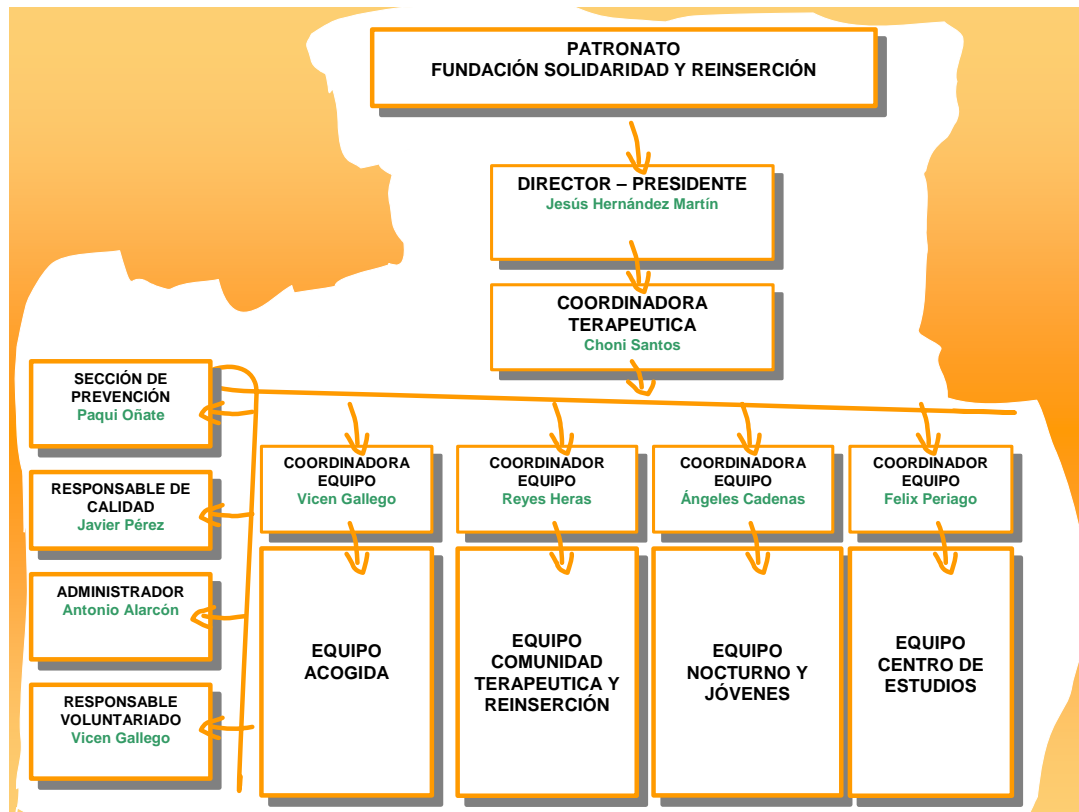 PATRONATO
FUNDACIÓN SOLIDARIDAD Y REINSERCIÓN
DIRECTOR – PRESIDENTE
Jesús Hernández Martín
COORDINADORA
TERAPEUTICA
Choni Santos
SECCIÓN DE
PREVENCIÓN
Paqui Oñate
RESPONSABLE DE
CALIDAD
Javier Pérez
ADMINISTRADOR
Antonio Alarcón
RESPONSABLE
VOLUNTARIADO
Vicen Gallego
COORDINADORA
EQUIPO
Vicen Gallego
COORDINADOR
EQUIPO
Reyes Heras
COORDINADORA
EQUIPO
Ángeles Cadenas
COORDINADOR
EQUIPO
Felix Periago
EQUIPO
ACOGIDA
EQUIPO
COMUNIDAD
TERAPEUTICA Y
REINSERCIÓN
EQUIPO
NOCTURNO Y
JÓVENES
EQUIPO
CENTRO DE
ESTUDIOS